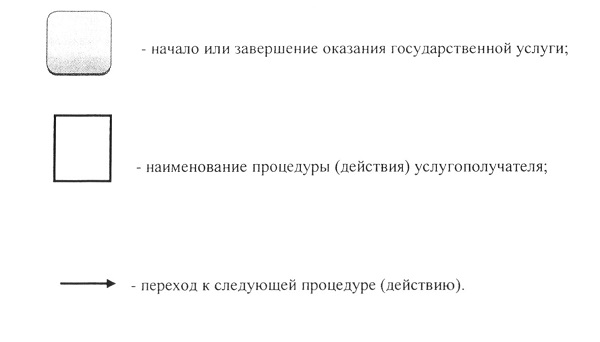 - начало или завершение оказания государственной услуги;
- наименование процедуры (действия) услугополучателя;
- переход к следующей процедуре (действию).